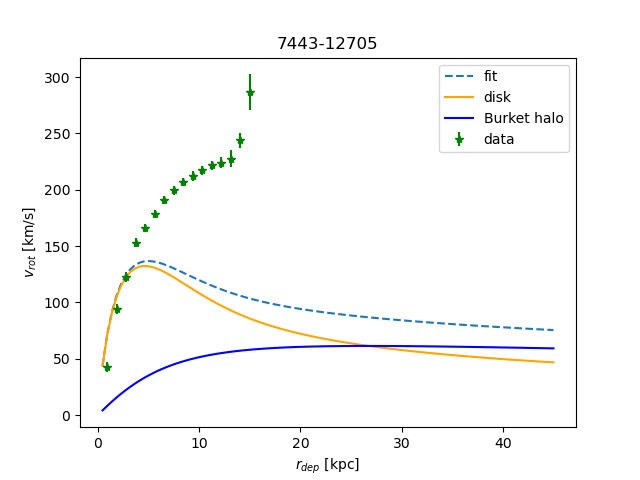 7443-12705
300
250
200
150
100
50
0
v_rot [km/s]
fit
disk
Burket halo
data
0 10 20 30 40
r_dep [kpc]